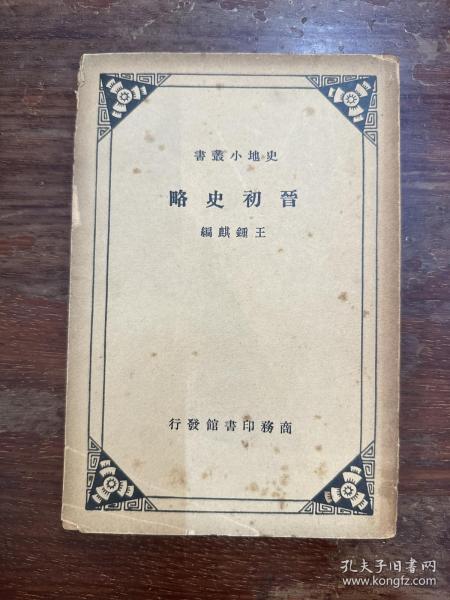 史地小叢書
晉初史略
王鍾麒編
商務印書館發行
孔夫子旧书网
www.kongfz.com